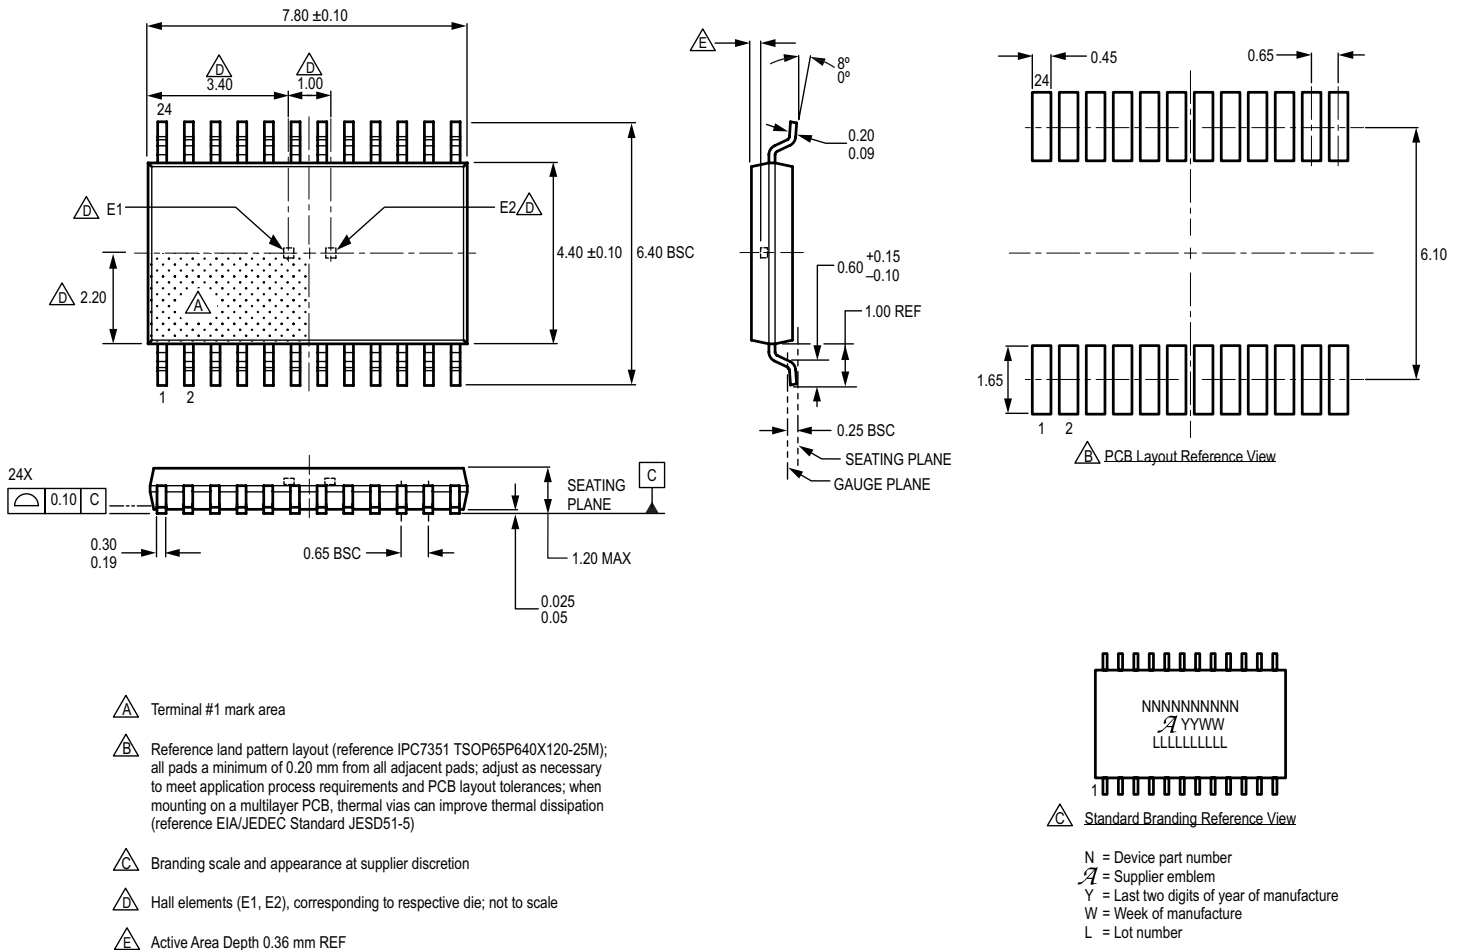 7.80 ±0.10
D
3.40
D
1.00
24
D E1
E2 D
4.40 ±0.10
6.40 BSC
D 2.20
A
1 2
E
8º
0º
0.20
0.09
0.60 +0.15
–0.10
1.00 REF
0.25 BSC
SEATING PLANE
GAUGE PLANE
24
0.45
0.65
6.10
1.65
1 2
B PCB Layout Reference View
24X
0.10 C
SEATING
PLANE
C
0.30
0.19
0.65 BSC
1.20 MAX
0.025
0.05
A Terminal #1 mark area
B Reference land pattern layout (reference IPC7351 TSOP65P640X120-25M);
all pads a minimum of 0.20 mm from all adjacent pads; adjust as necessary
to meet application process requirements and PCB layout tolerances; when
mounting on a multilayer PCB, thermal vias can improve thermal dissipation
(reference EIA/JEDEC Standard JESD51-5)
C Branding scale and appearance at supplier discretion
D Hall elements (E1, E2), corresponding to respective die; not to scale
E Active Area Depth 0.36 mm REF
NNNNNNNNNN
A YYWW
LLLLLLLLLL
1
C Standard Branding Reference View
N = Device part number
A = Supplier emblem
Y = Last two digits of year of manufacture
W = Week of manufacture
L = Lot number